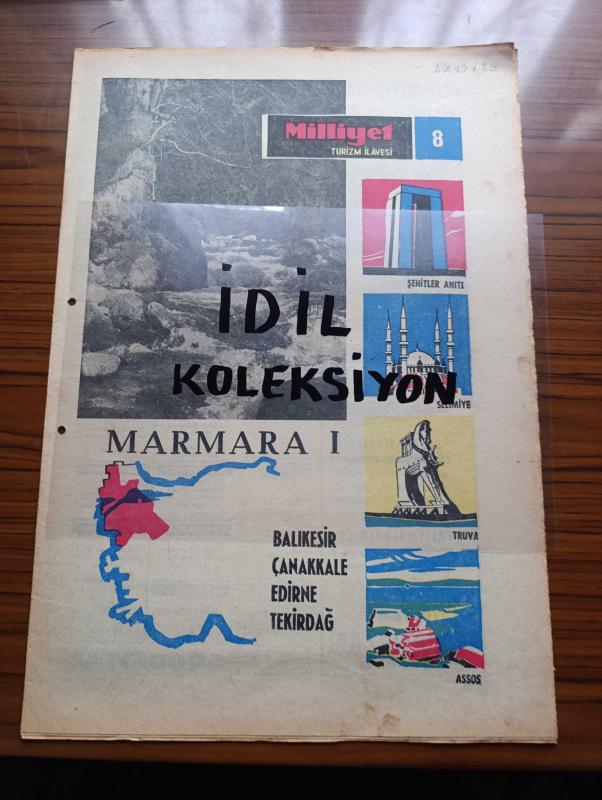 Milliyet
TURİZM İLAVESİ
8
ŞEHİTLER ANITI
İDİL
KOLEKSİYON
SELİMİYE
MARMARA I
TRUVA
BALIKESİR
ÇANAKKALE
EDİRNE
TEKİRDAĞ
ASSOS